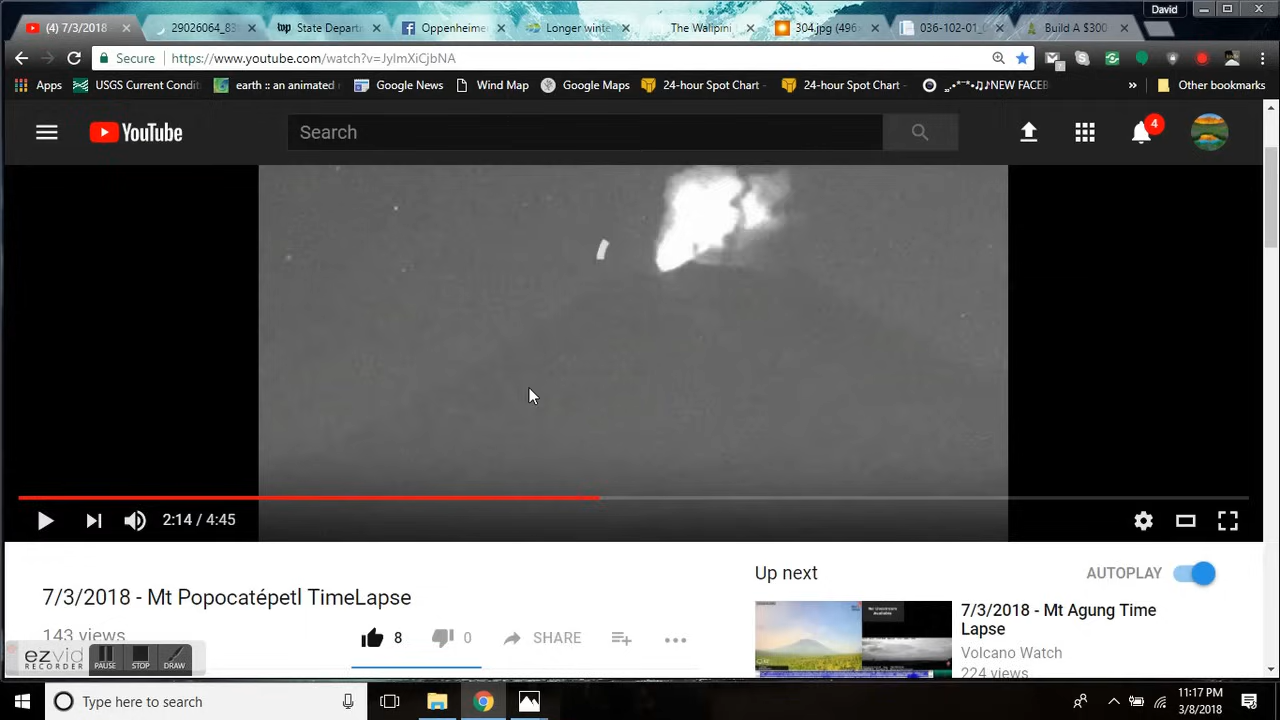 David
(4) 7/3/2018
29026064_83
State Depart
Oppenheime
Longer winte
The Walipini
304.jpg (496
036-102-01_0
Build A $300
Secure
https://www.youtube.com/watch?v=JyImXiCjbNA
Apps
USGS Current Condit
earth :: an animated
Google News
Wind Map
Google Maps
24-hour Spot Chart -
24-hour Spot Chart -
NEW FACEB
»
Other bookmarks
YouTube
Search
4
2:14 / 4:45
7/3/2018 - Mt Popocatépetl TimeLapse
143 views
8
0
SHARE
Up next
AUTOPLAY
7/3/2018 - Mt Agung Time
Lapse
Volcano Watch
224 views
ezvid
RECORDER
PAUSE
STOP
DRAW
Type here to search
11:17 PM
3/8/2018